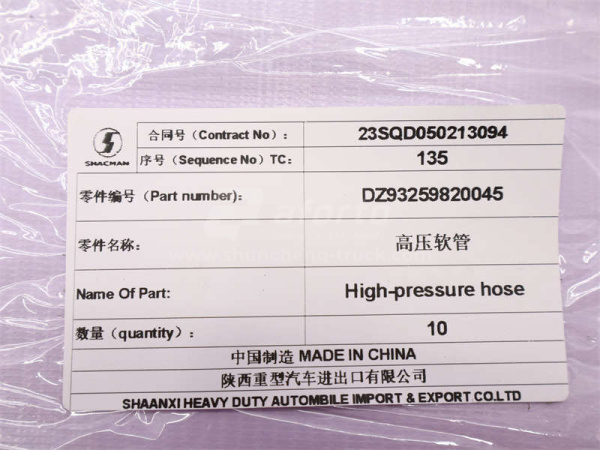 SHACMAN
合同号（Contract No）: 23SQD050213094
序号（Sequence No）TC: 135
零件编号（Part number）: DZ93259820045
零件名称: 高压软管
Name Of Part: High-pressure hose
数量（quantity）: 10
中国制造 MADE IN CHINA
陕西重型汽车进出口有限公司
SHAANXI HEAVY DUTY AUTOMBILE IMPORT & EXPORT CO.LTD